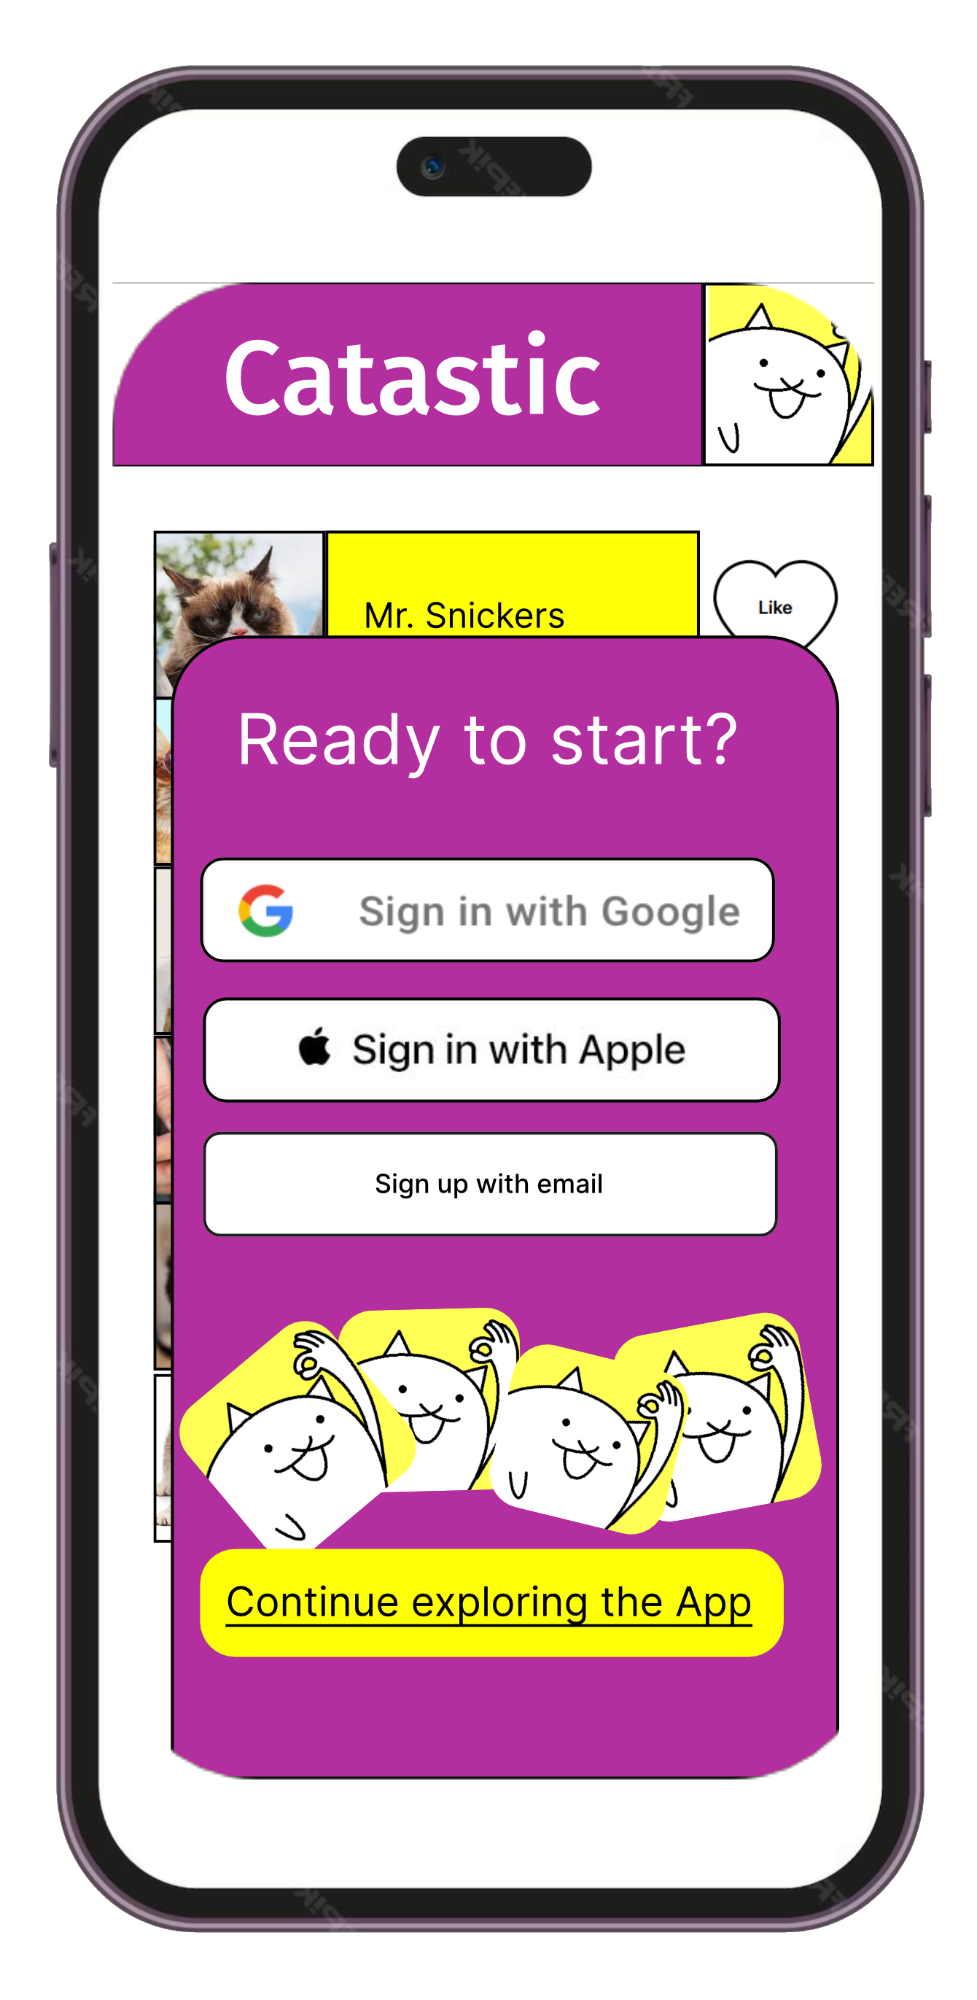 Catastic
Mr. Snickers
Like
Ready to start?
Sign in with Google
Sign in with Apple
Sign up with email
Continue exploring the App